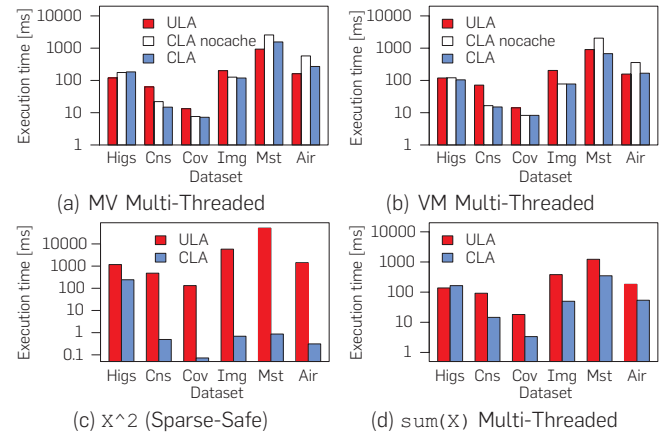 Execution time [ms]
10000
1000
100
10
1
ULA
CLA nocache
CLA
Higs Cns Cov Img Mst Air
Dataset
(a) MV Multi-Threaded
Execution time [ms]
10000
1000
100
10
1
ULA
CLA nocache
CLA
Higs Cns Cov Img Mst Air
Dataset
(b) VM Multi-Threaded
Execution time [ms]
10000
1000
100
10
1
0.1
ULA
CLA
Higs Cns Cov Img Mst Air
Dataset
(c) X^2 (Sparse-Safe)
Execution time [ms]
10000
1000
100
10
1
ULA
CLA
Higs Cns Cov Img Mst Air
Dataset
(d) sum(X) Multi-Threaded